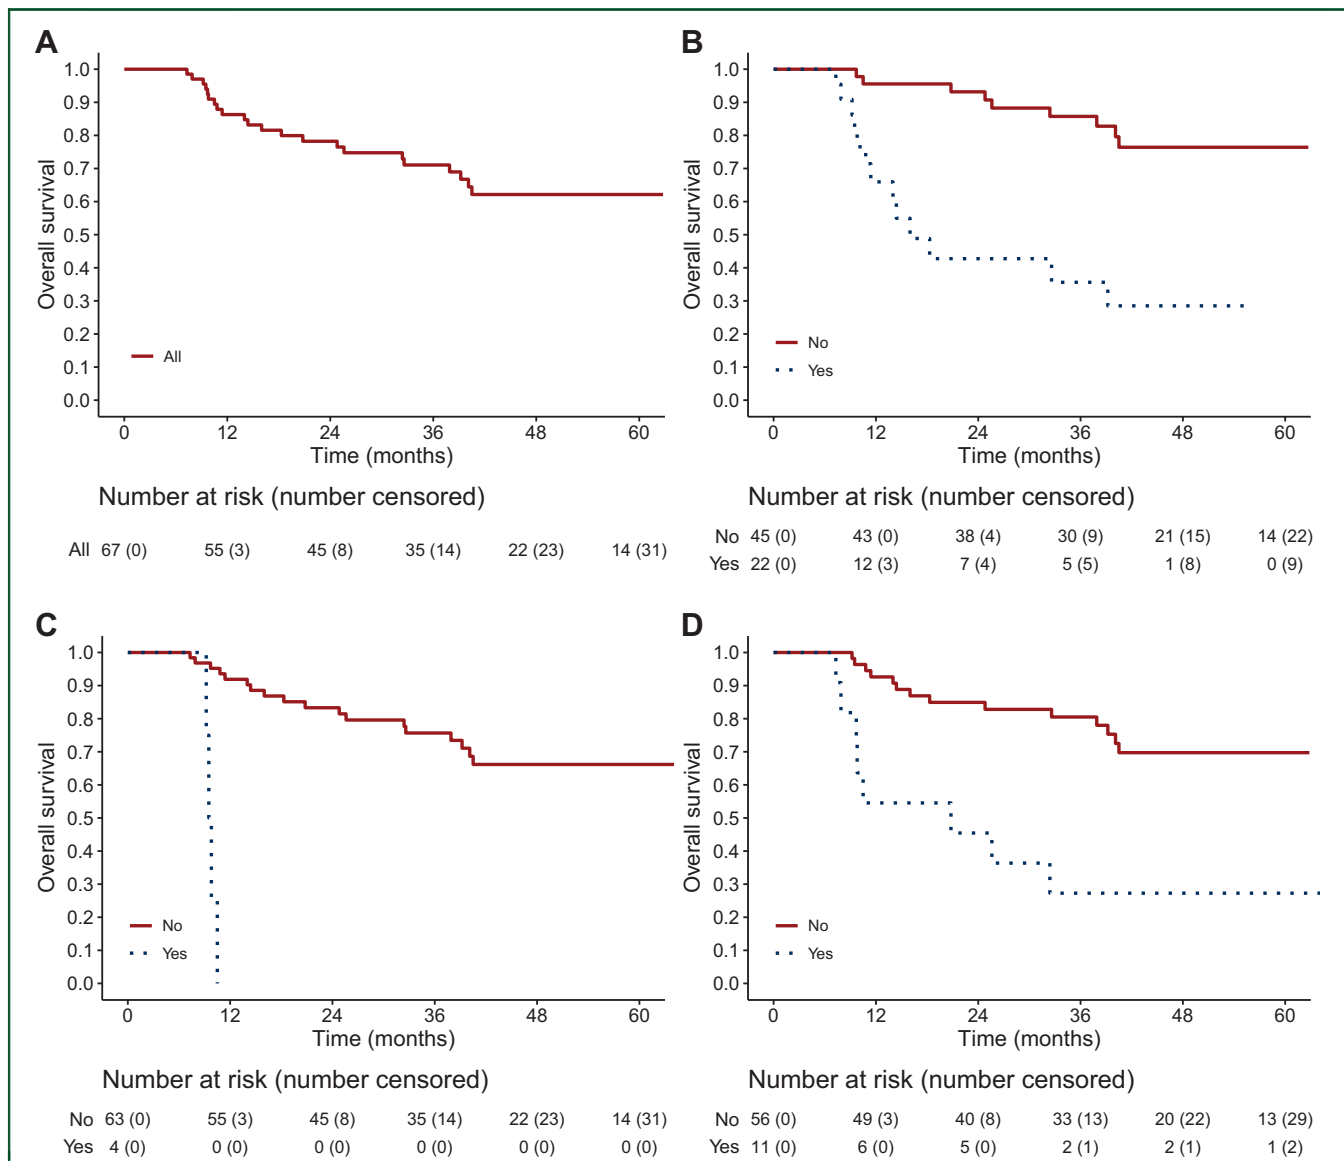 A
Overall survival
1.0
0.9
0.8
0.7
0.6
0.5
0.4
0.3
0.2
0.1
0.0
All
0 12 24 36 48 60
Time (months)
Number at risk (number censored)
All 67 (0) 55 (3) 45 (8) 35 (14) 22 (23) 14 (31)
B
Overall survival
1.0
0.9
0.8
0.7
0.6
0.5
0.4
0.3
0.2
0.1
0.0
No
Yes
0 12 24 36 48 60
Time (months)
Number at risk (number censored)
No 45 (0) 43 (0) 38 (4) 30 (9) 21 (15) 14 (22)
Yes 22 (0) 12 (3) 7 (4) 5 (5) 1 (8) 0 (9)
C
Overall survival
1.0
0.9
0.8
0.7
0.6
0.5
0.4
0.3
0.2
0.1
0.0
No
Yes
0 12 24 36 48 60
Time (months)
Number at risk (number censored)
No 63 (0) 55 (3) 45 (8) 35 (14) 22 (23) 14 (31)
Yes 4 (0) 0 (0) 0 (0) 0 (0) 0 (0) 0 (0)
D
Overall survival
1.0
0.9
0.8
0.7
0.6
0.5
0.4
0.3
0.2
0.1
0.0
No
Yes
0 12 24 36 48 60
Time (months)
Number at risk (number censored)
No 56 (0) 49 (3) 40 (8) 33 (13) 20 (22) 13 (29)
Yes 11 (0) 6 (0) 5 (0) 2 (1) 2 (1) 1 (2)